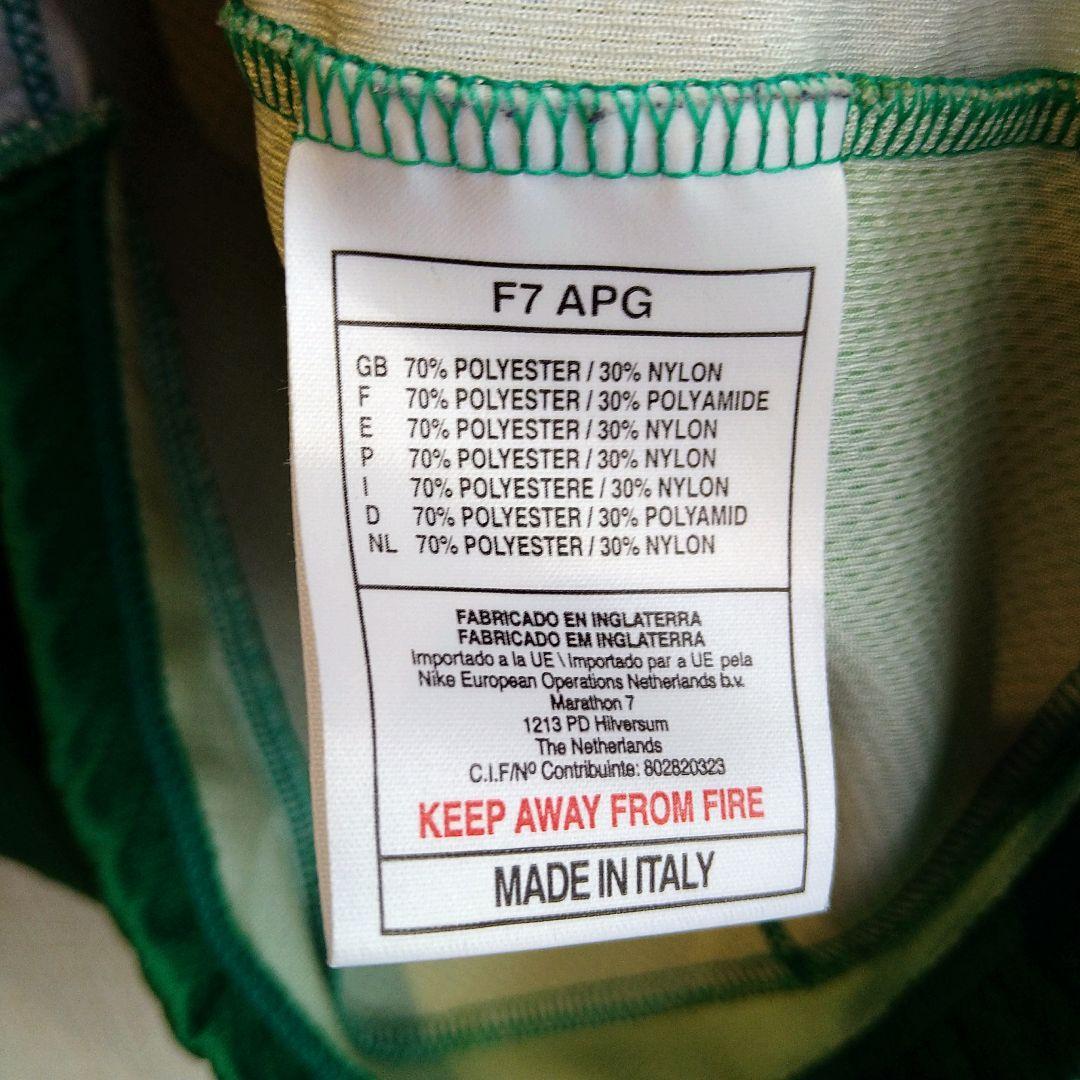 F7 APG
GB 70% POLYESTER / 30% NYLON
F 70% POLYESTER / 30% POLYAMIDE
E 70% POLYESTER / 30% NYLON
P 70% POLYESTER / 30% NYLON
I 70% POLYESTERE / 30% NYLON
D 70% POLYESTER / 30% POLYAMID
NL 70% POLYESTER / 30% NYLON
FABRICADO EN INGLATERRA
FABRICADO EM INGLATERRA
Importado a la UE \ Importado par a UE pela
Nike European Operations Netherlands b.v.
Marathon 7
1213 PD Hilversum
The Netherlands
C.I.F/Nº Contribuinte: 802820323
KEEP AWAY FROM FIRE
MADE IN ITALY